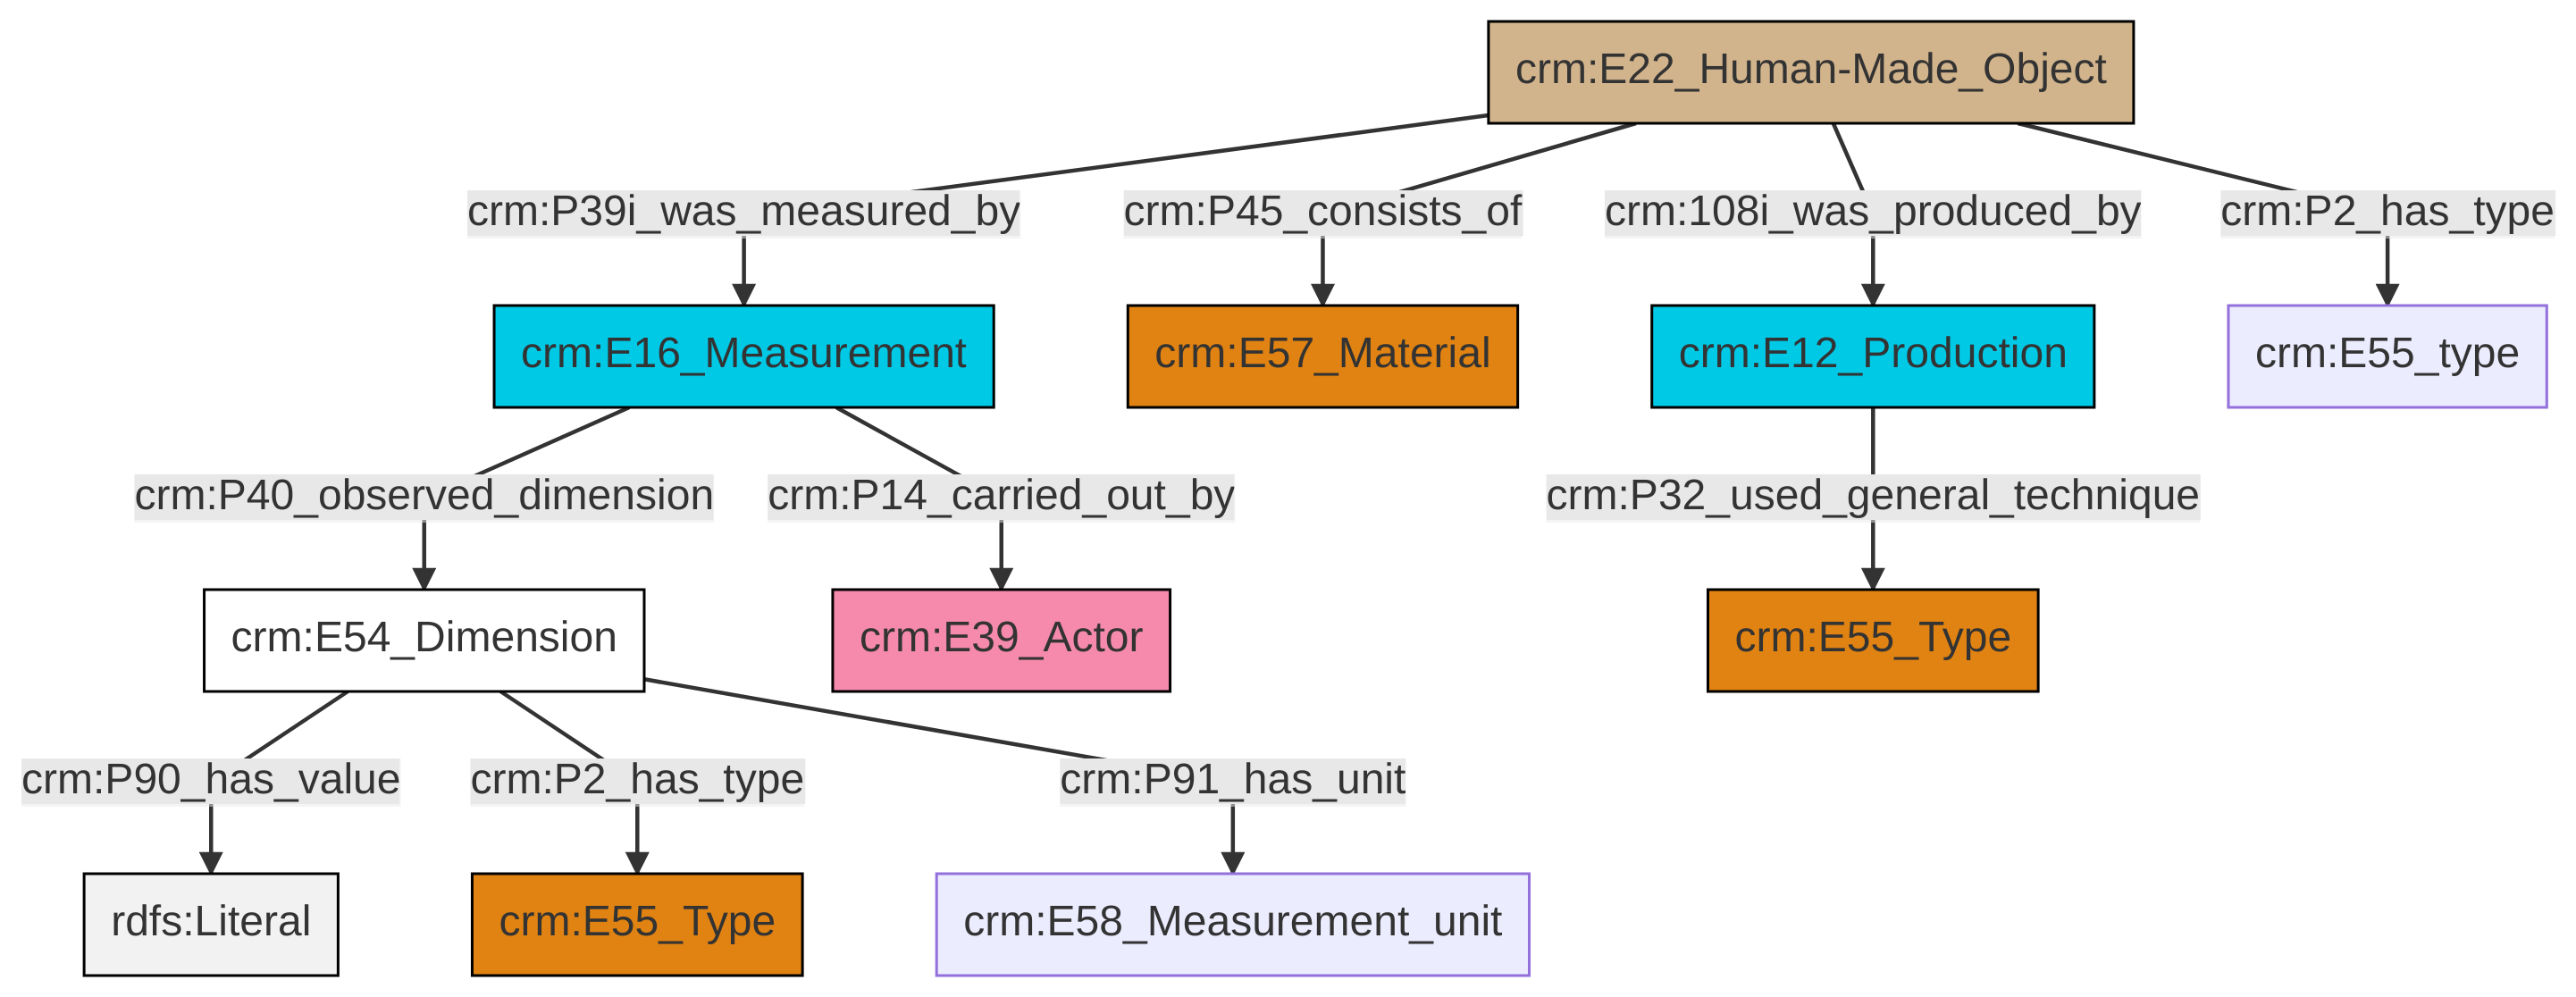 crm:E22_Human-Made_Object
crm:P39i_was_measured_by
crm:P45_consists_of
crm:108i_was_produced_by
crm:P2_has_type
crm:E16_Measurement
crm:E57_Material
crm:E12_Production
crm:E55_type
crm:P40_observed_dimension
crm:P14_carried_out_by
crm:P32_used_general_technique
crm:E54_Dimension
crm:E39_Actor
crm:E55_Type
crm:P90_has_value
crm:P2_has_type
crm:P91_has_unit
rdfs:Literal
crm:E55_Type
crm:E58_Measurement_unit